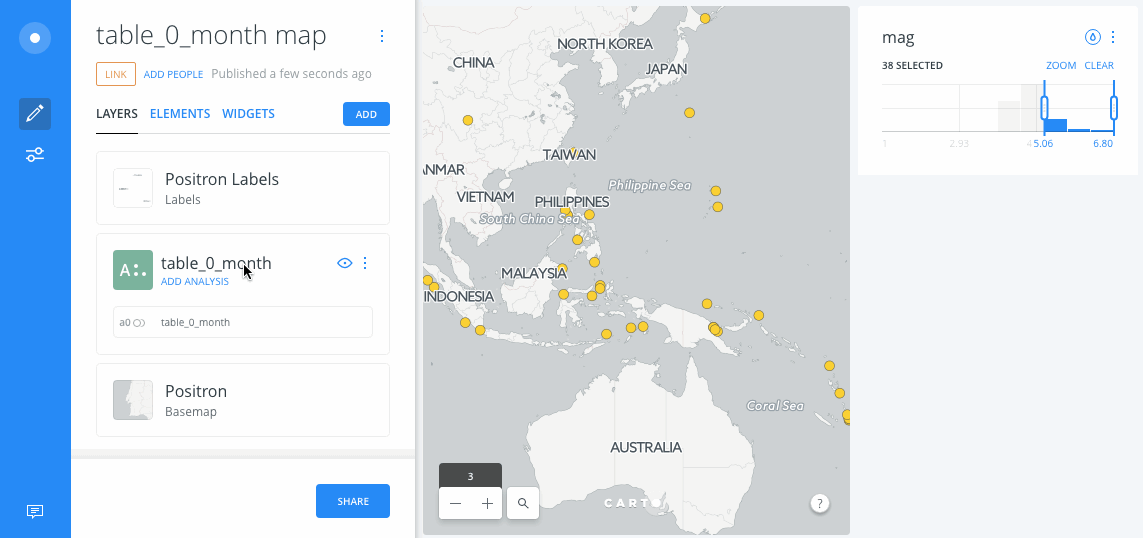 table_0_month map
LINK
ADD PEOPLE
Published a few seconds ago
LAYERS
ELEMENTS
WIDGETS
ADD
Positron Labels
Labels
A
table_0_month
ADD ANALYSIS
a0
table_0_month
Positron
Basemap
SHARE
NORTH KOREA
CHINA
JAPAN
TAIWAN
ANMAR
Philippine Sea
VIETNAM
PHILIPPINES
South China Sea
MALAYSIA
INDONESIA
Coral Sea
AUSTRALIA
3
CARTO
?
mag
38 SELECTED
ZOOM
CLEAR
1
2.93
4
5.06
6.80